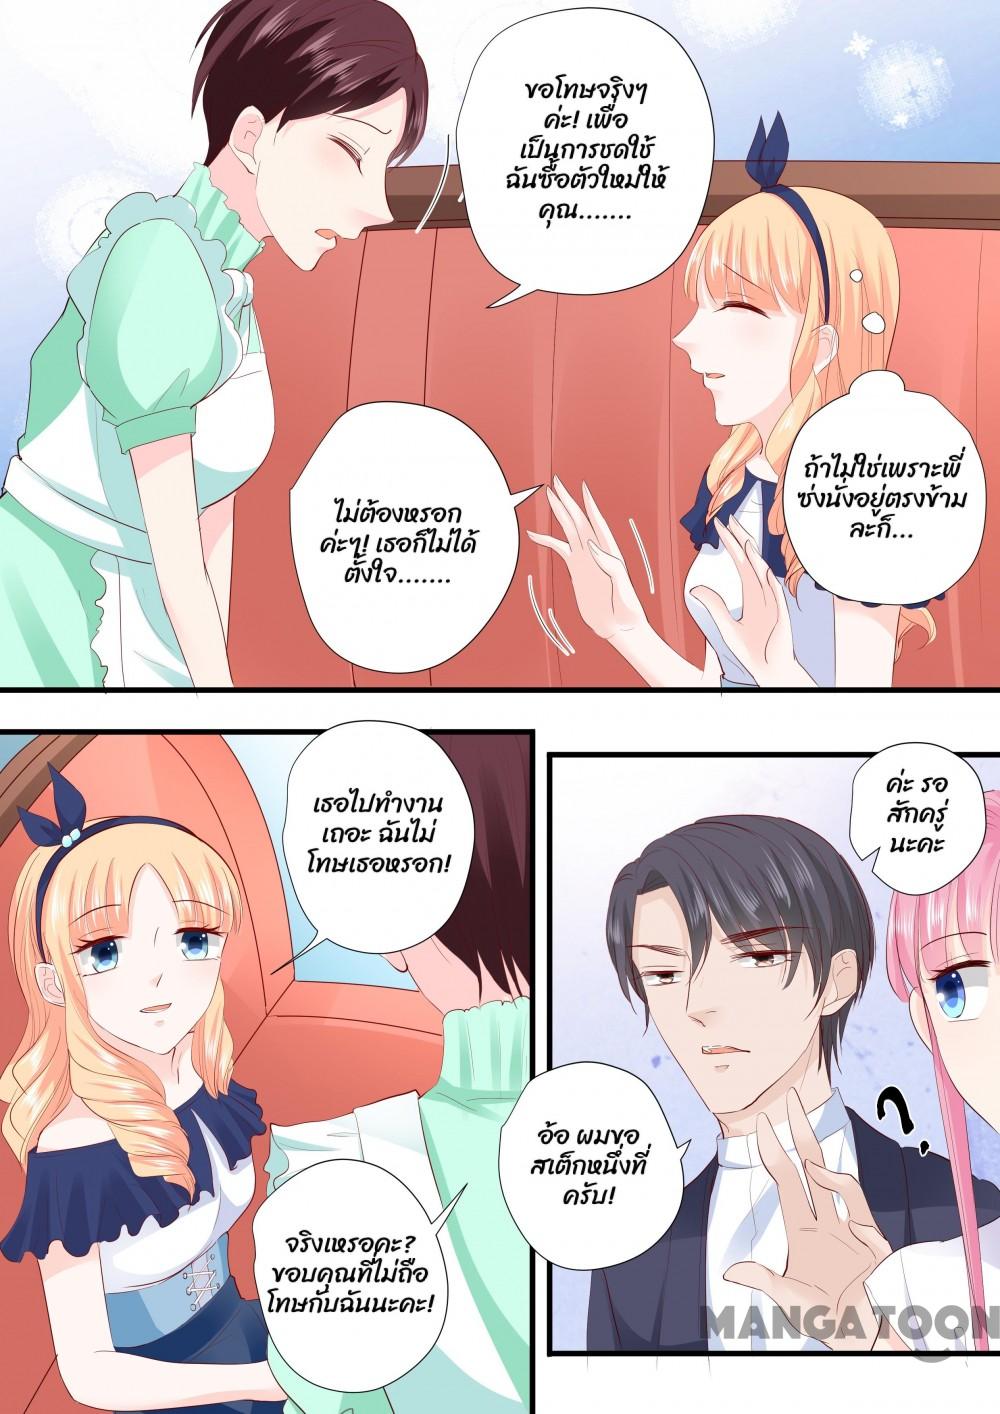 ขอโทษจริงๆ
ค่ะ! เพื่อ
เป็นการชดใช้
ฉันซื้อตัวใหม่ให้
คุณ.......
ไม่ต้องหรอก
ค่ะๆ! เธอก็ไม่ได้
ตั้งใจ.......
ถ้าไม่ใช่เพราะพี่
ซ่งนั่งอยู่ตรงข้าม
ละก็...
เธอไปทำงาน
เถอะ ฉันไม่
โทษเธอหรอก!
จริงเหรอคะ?
ขอบคุณที่ไม่ถือ
โทษกับฉันนะคะ!
ค่ะ รอ
สักครู่
นะคะ
?
อ้อ ผมขอ
สเต็กหนึ่งที่
ครับ!
MANGATOON